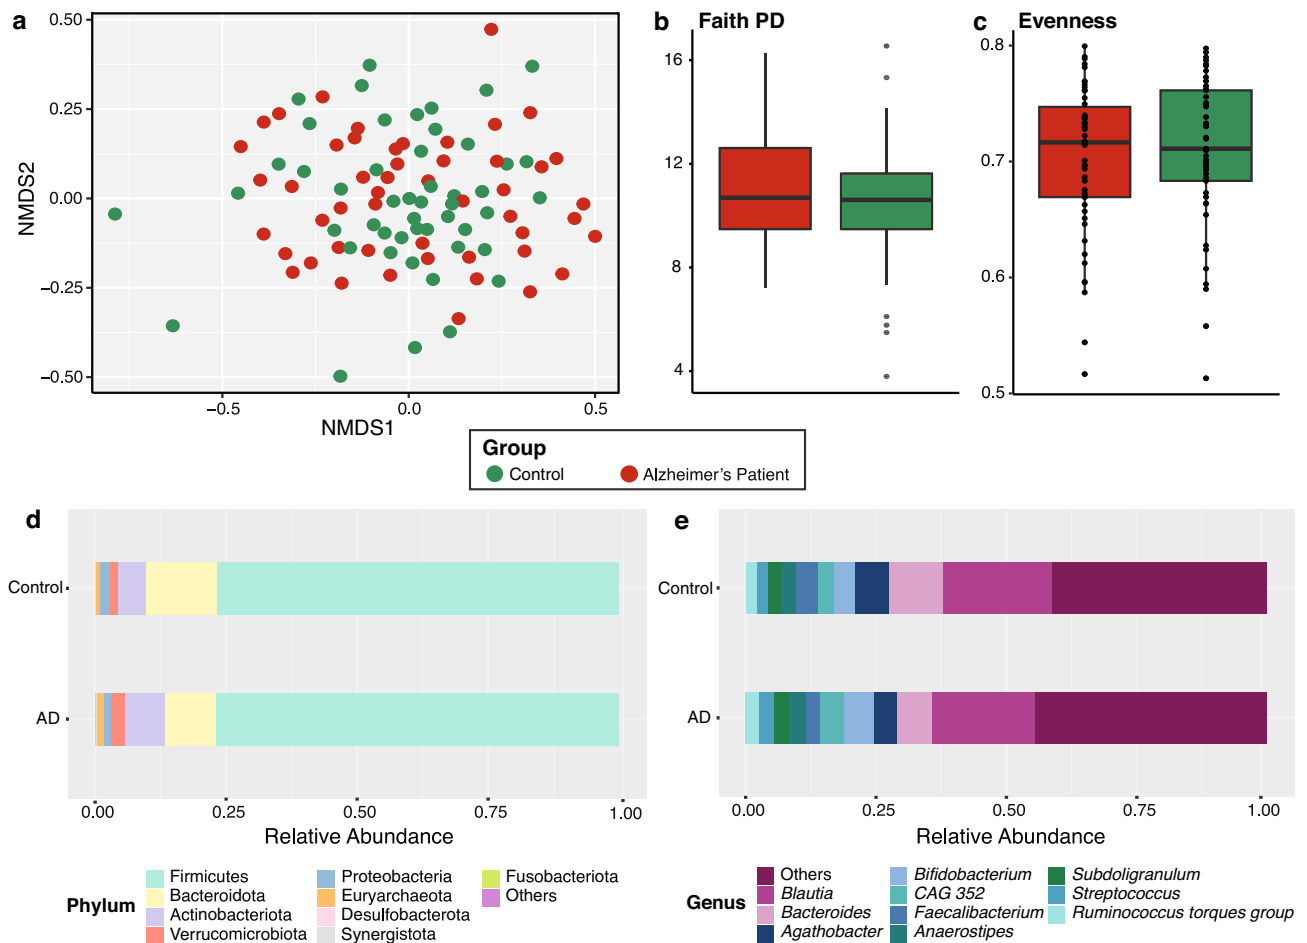 a
0.50
0.25
0.00
−0.25
−0.50
NMDS2
−0.5
0.0
0.5
NMDS1
b Faith PD
16
12
8
4
c Evenness
0.8
0.7
0.6
0.5
Group
Control
Alzheimer's Patient
d
Control
AD
0.00
0.25
0.50
0.75
1.00
Relative Abundance
Phylum
Firmicutes
Bacteroidota
Actinobacteriota
Verrucomicrobiota
Proteobacteria
Euryarchaeota
Desulfobacterota
Synergistota
Fusobacteriota
Others
e
Control
AD
0.00
0.25
0.50
0.75
1.00
Relative Abundance
Genus
Others
Blautia
Bacteroides
Agathobacter
Bifidobacterium
CAG 352
Faecalibacterium
Anaerostipes
Subdoligranulum
Streptococcus
Ruminococcus torques group